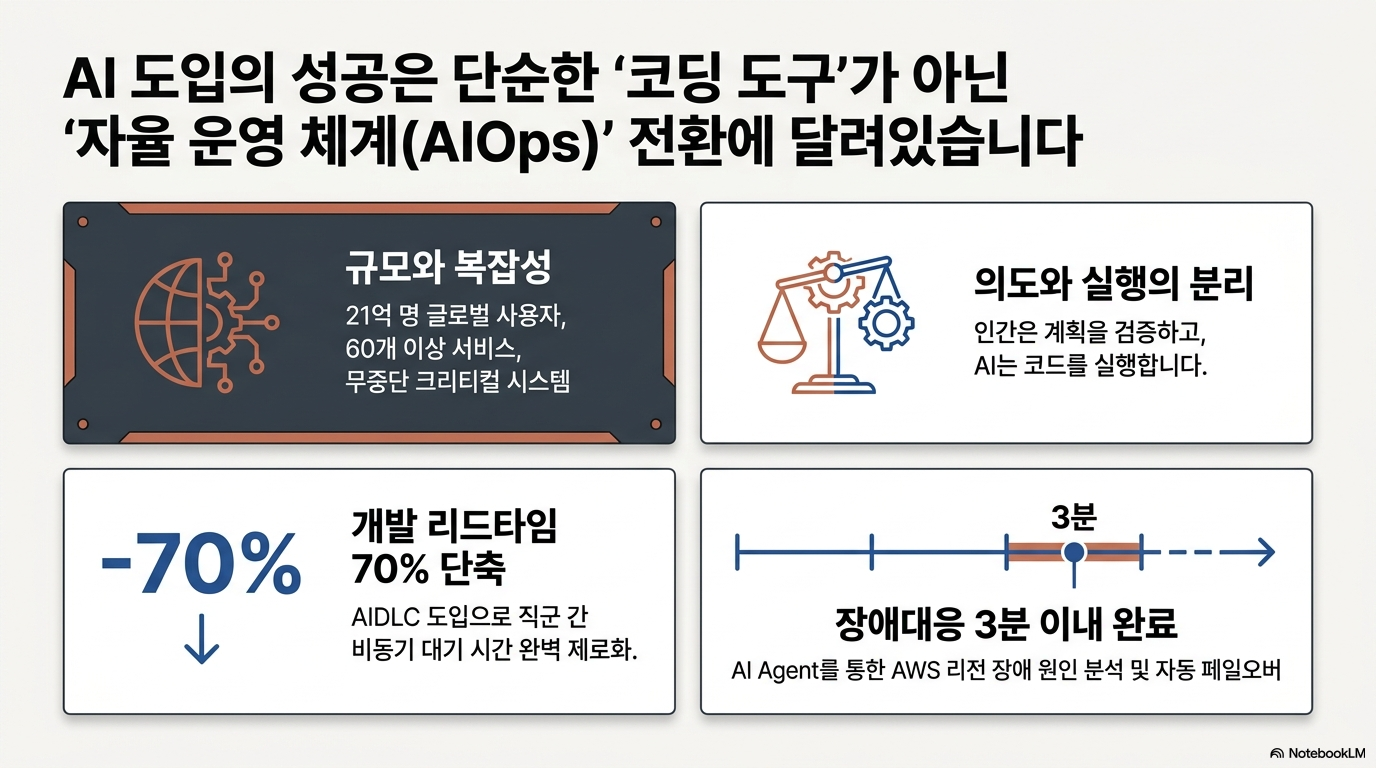 AI 도입의 성공은 단순한 ‘코딩 도구’가 아닌
‘자율 운영 체계(AIOps)’ 전환에 달려있습니다
규모와 복잡성
21억 명 글로벌 사용자,
60개 이상 서비스,
무중단 크리티컬 시스템
의도와 실행의 분리
인간은 계획을 검증하고,
AI는 코드를 실행합니다.
-70%
개발 리드타임
70% 단축
AIDLC 도입으로 직군 간
비동기 대기 시간 완벽 제로화.
3분
장애대응 3분 이내 완료
AI Agent를 통한 AWS 리전 장애 원인 분석 및 자동 페일오버
NotebookLM